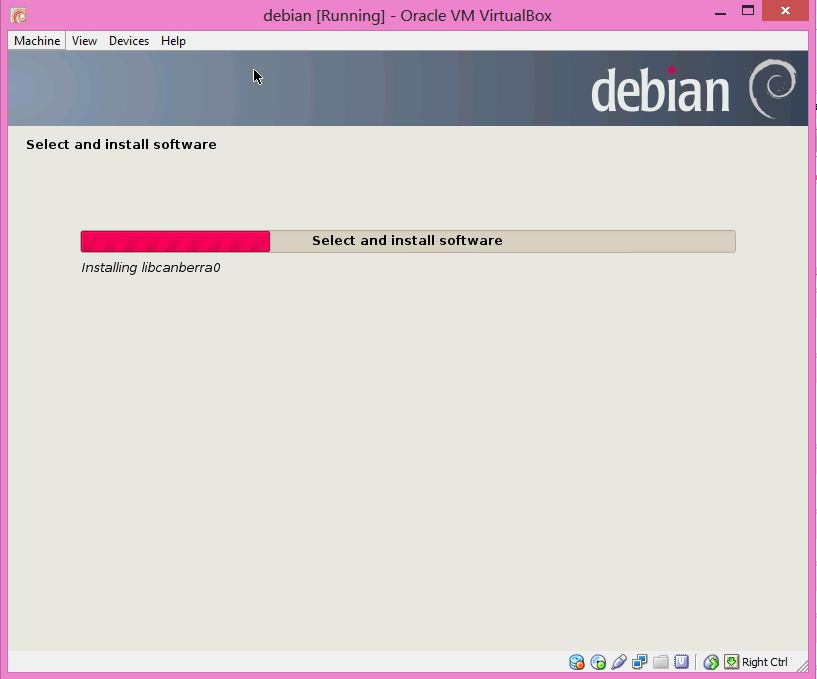 debian [Running] - Oracle VM VirtualBox
Machine View Devices Help
debian
Select and install software
Select and install software
Installing libcanberra0
Right Ctrl